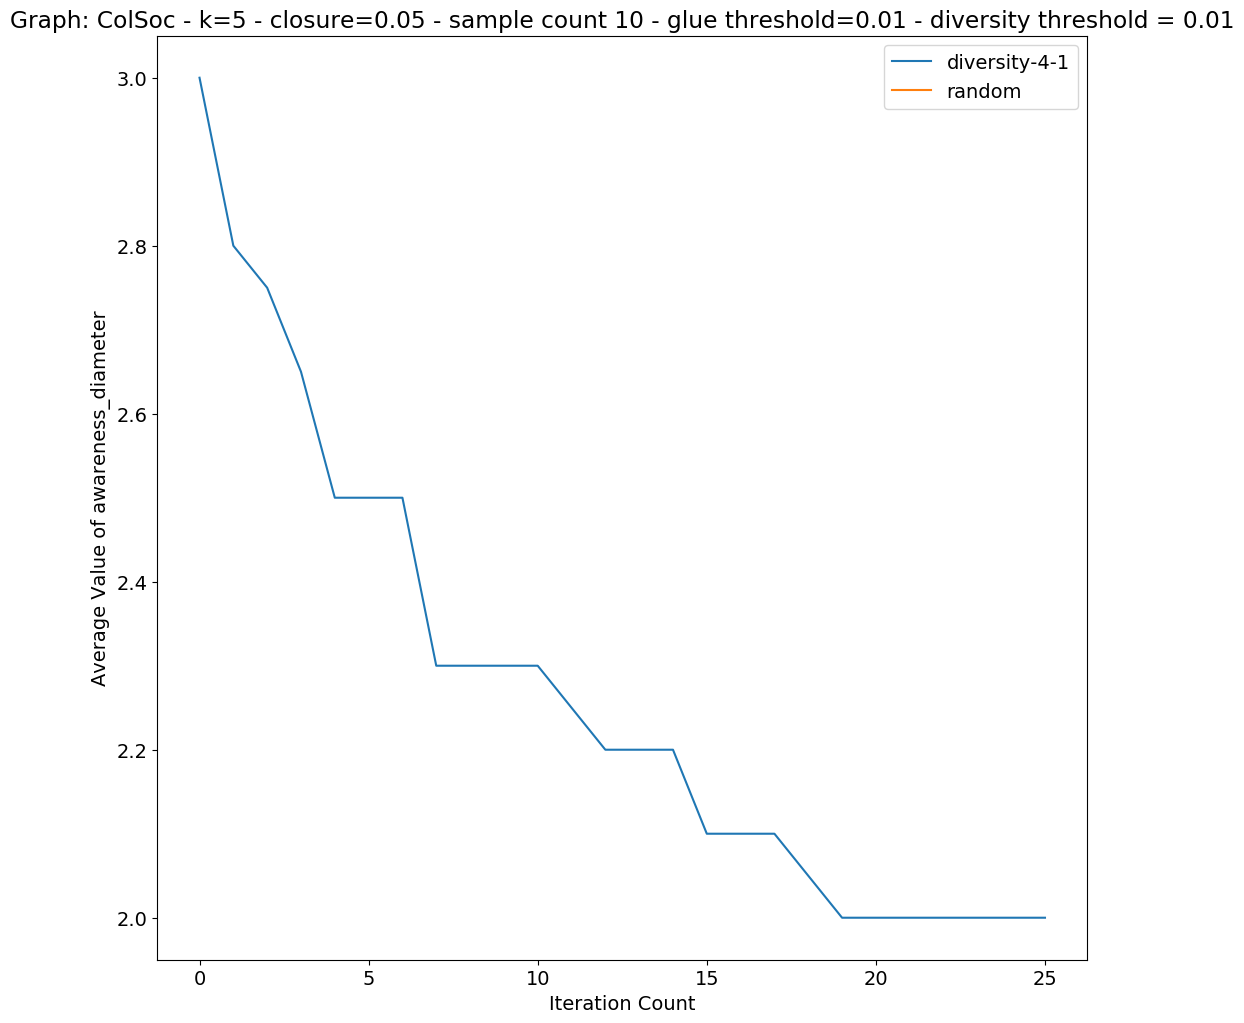 Graph: ColSoc - k=5 - closure=0.05 - sample count 10 - glue threshold=0.01 - diversity threshold = 0.01
diversity-4-1
random
3.0
2.8
2.6
2.4
2.2
2.0
Average Value of awareness_diameter
0 5 10 15 20 25
Iteration Count